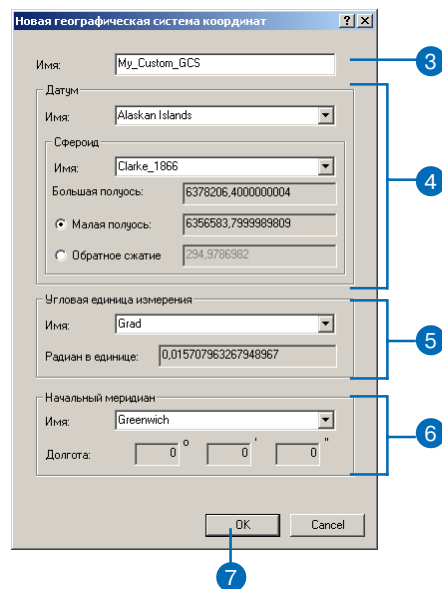 Новая географическая система координат
Имя: My_Custom_GCS
3
Датум
Имя: Alaskan Islands
Сфероид
Имя: Clarke_1866
4
Большая полуось: 6378206,4000000004
Малая полуось: 6356583,7999989809
Обратное сжатие 294,9786982
Угловая единица измерения
Имя: Grad
5
Радиан в единице: 0,015707963267948967
Начальный меридиан
Имя: Greenwich
6
Долгота: 0 ° 0 ' 0 "
OK Cancel
7